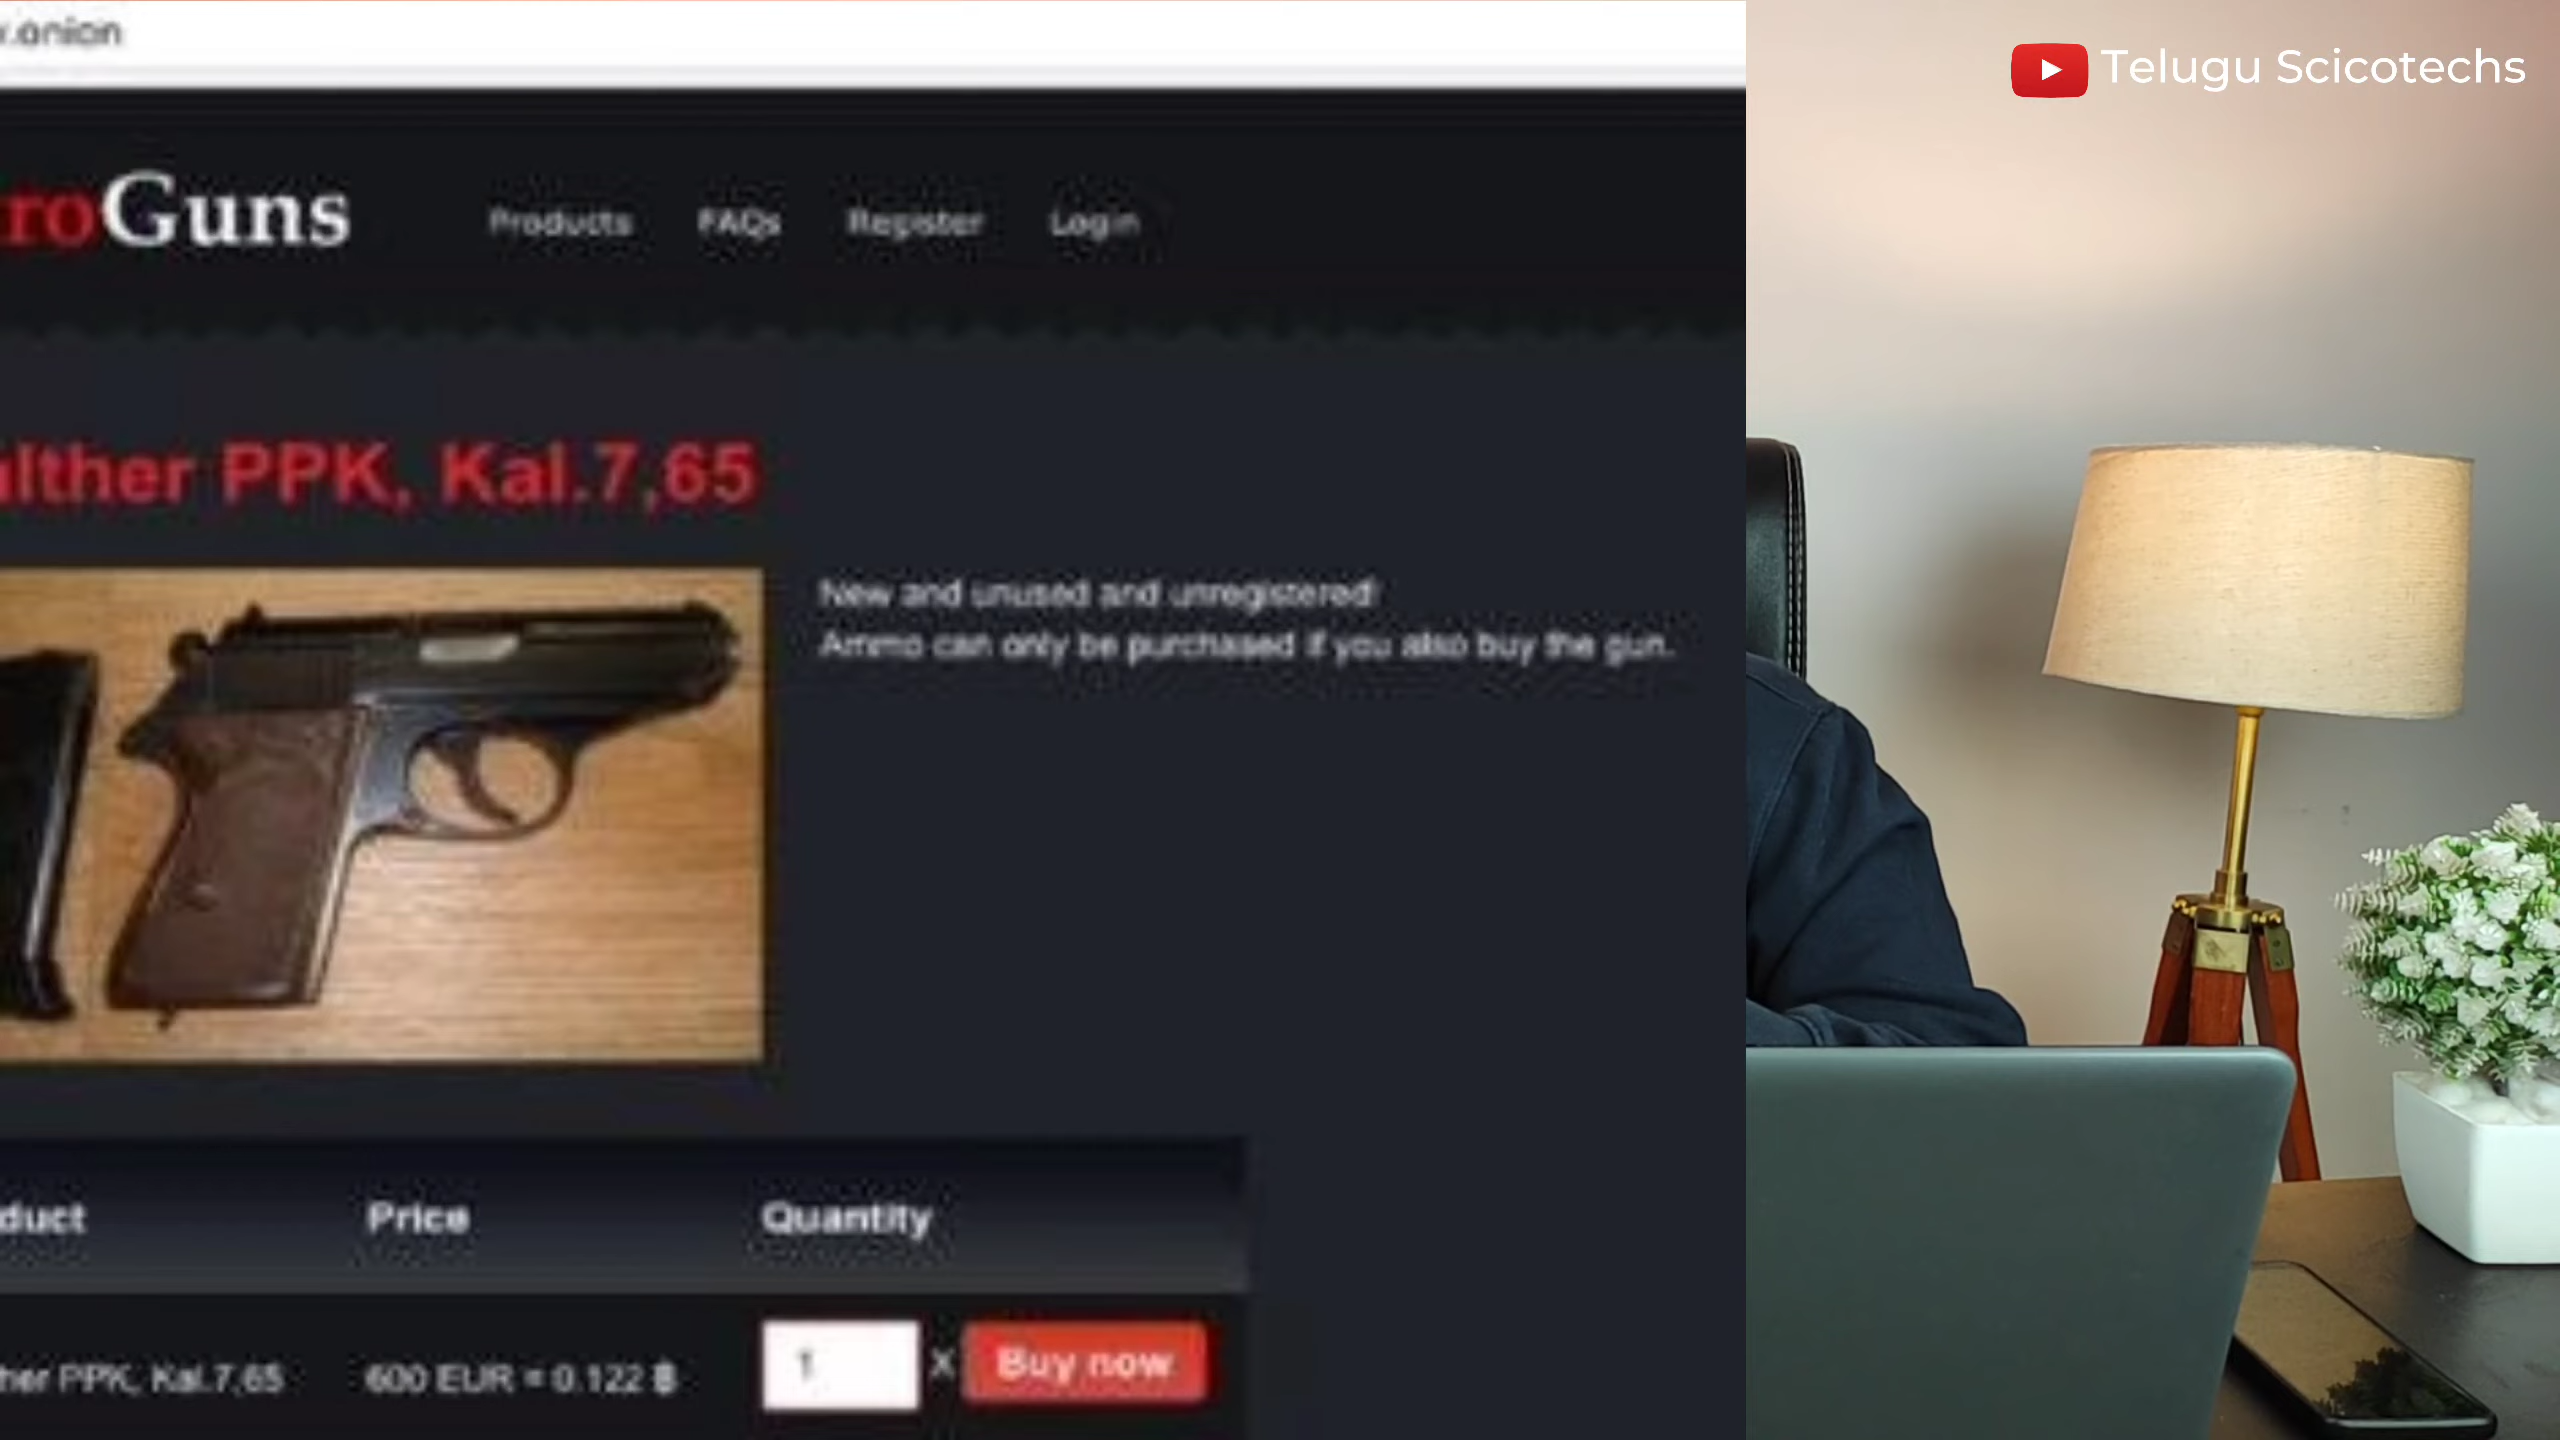 .onion
Telugu Scicotechs
roGuns
Products FAQs Register Login
lther PPK, Kal.7,65
New and unused and unregistered!
Ammo can only be purchased if you also buy the gun.
duct Price Quantity
her PPK, Kal.7,65 600 EUR = 0.122 ฿ 1 X Buy now